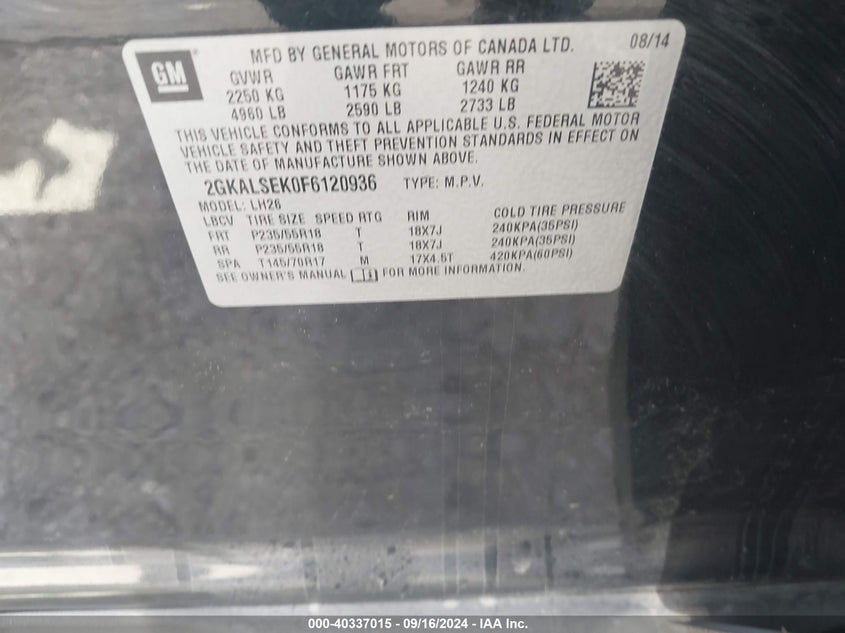 GM
MFD BY GENERAL MOTORS OF CANADA LTD. 08/14
GVWR GAWR FRT GAWR RR
2250 KG 1175 KG 1240 KG
4960 LB 2590 LB 2733 LB
THIS VEHICLE CONFORMS TO ALL APPLICABLE U.S. FEDERAL MOTOR
VEHICLE SAFETY AND THEFT PREVENTION STANDARDS IN EFFECT ON
THE DATE OF MANUFACTURE SHOWN ABOVE.
2GKALSEK0F6120936 TYPE: M.P.V.
MODEL: LH26
LBCV TIRE SIZE SPEED RTG RIM COLD TIRE PRESSURE
FRT P235/55R18 T 18X7J 240KPA(35PSI)
RR P235/55R18 T 18X7J 240KPA(35PSI)
SPA T145/70R17 M 17X4.5T 420KPA(60PSI)
SEE OWNER'S MANUAL FOR MORE INFORMATION.
000-40337015 - 09/16/2024 - IAA Inc.